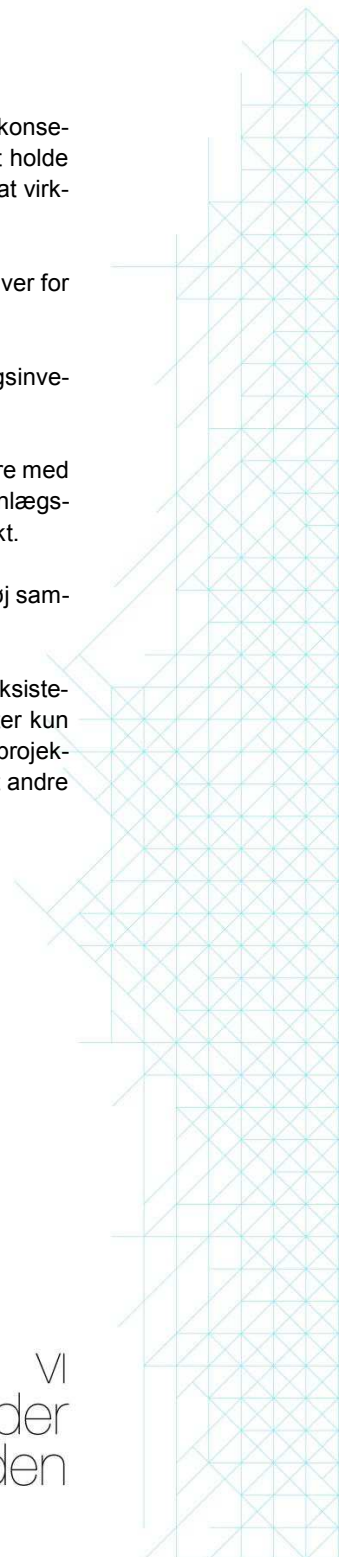 konse-
t holde
at virk-
ver for
gsinve-
re med
nlægs-
kt.
øj sam-
ksiste-
er kun
projek-
t andre
VI
der
den